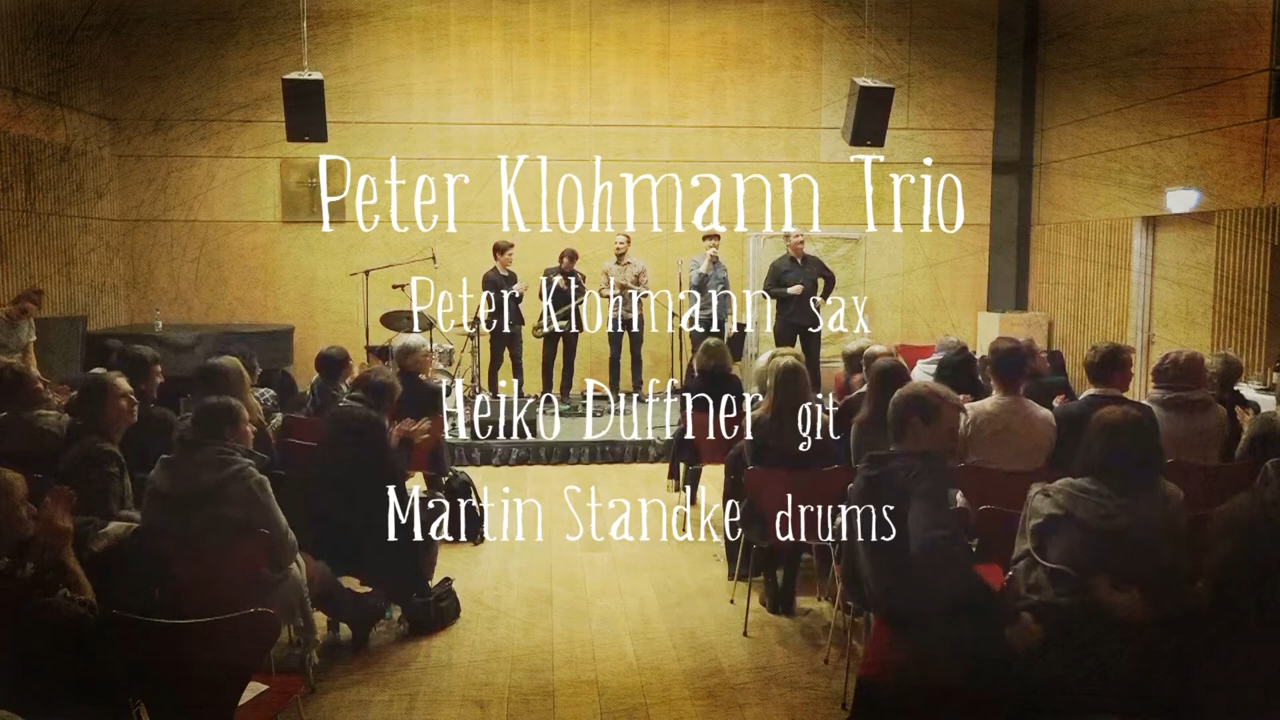 Peter Klohmann Trio
Peter Klohmann sax
Heiko Duffner git
Martin Standke drums